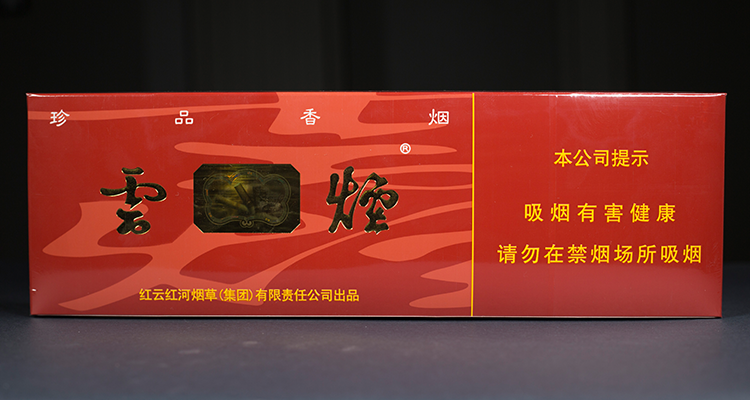 珍品香烟
雲煙®
红云红河烟草(集团)有限责任公司出品
本公司提示
吸烟有害健康
请勿在禁烟场所吸烟